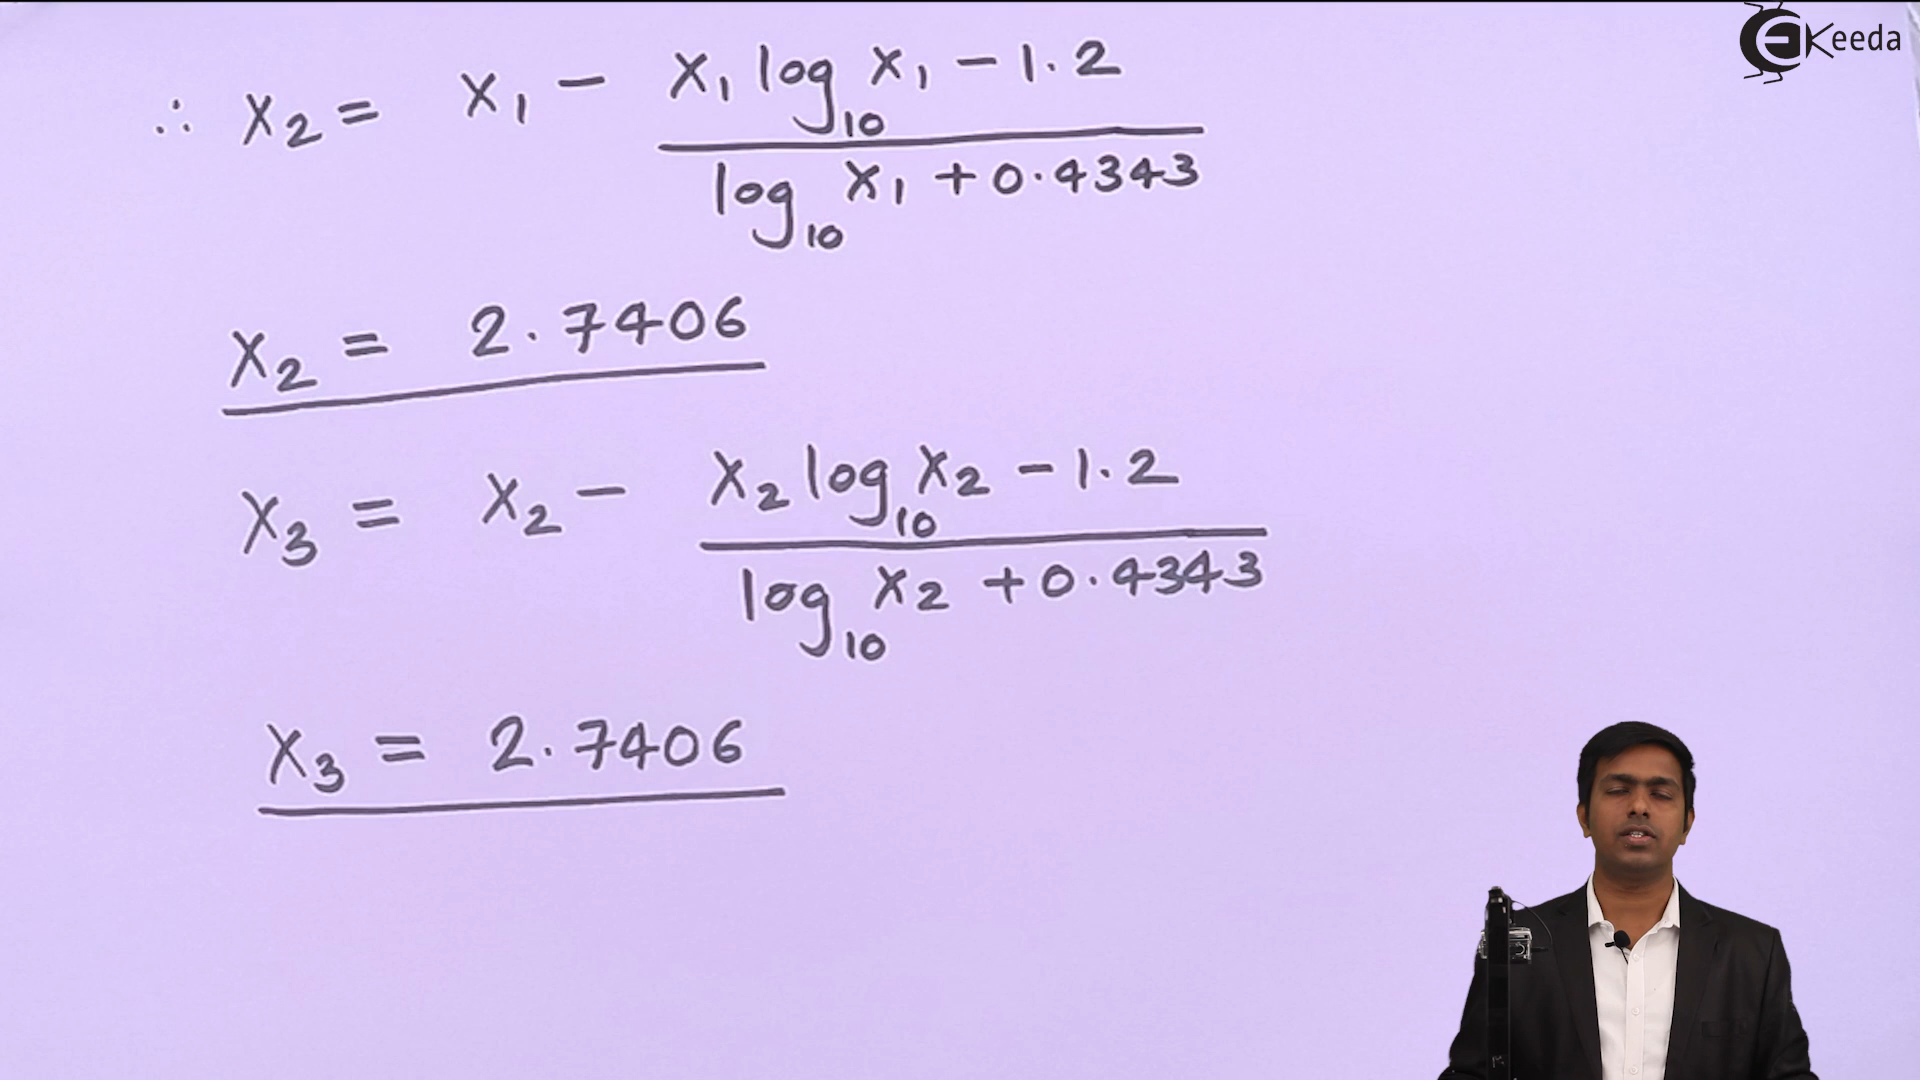 Ekeeda
∴ x₂ = x₁ − (x₁ log₁₀ x₁ − 1.2) / (log₁₀ x₁ + 0.4343)
x₂ = 2.7406
x₃ = x₂ − (x₂ log₁₀ x₂ − 1.2) / (log₁₀ x₂ + 0.4343)
x₃ = 2.7406